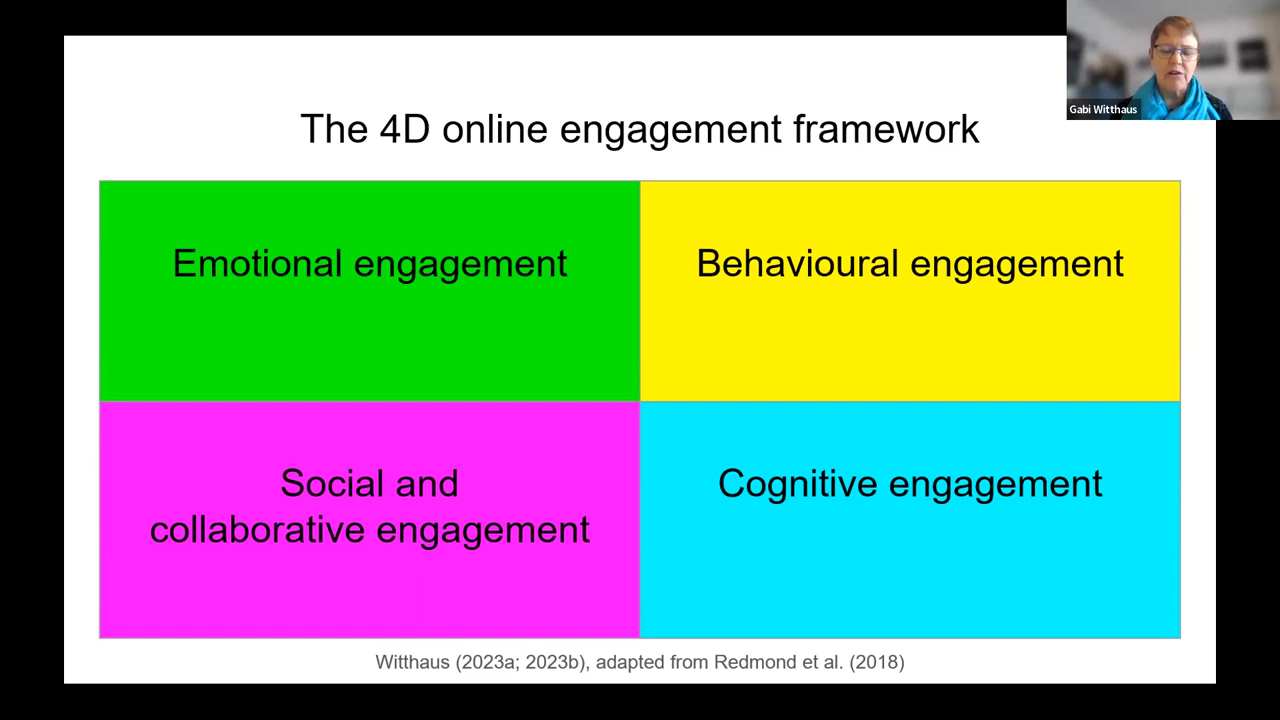 Gabi Witthaus
The 4D online engagement framework
Emotional engagement
Behavioural engagement
Social and
collaborative engagement
Cognitive engagement
Witthaus (2023a; 2023b), adapted from Redmond et al. (2018)